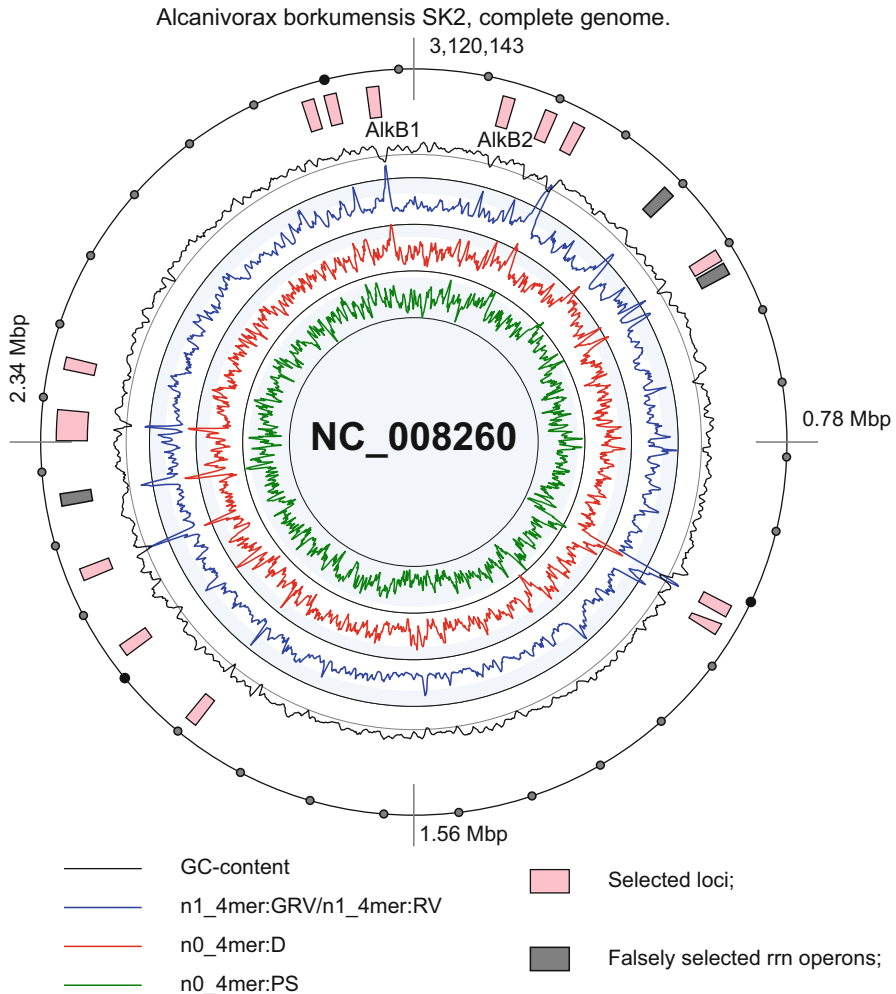 Alcanivorax borkumensis SK2, complete genome.
3,120,143
AlkB1
AlkB2
2.34 Mbp
NC_008260
0.78 Mbp
1.56 Mbp
GC-content
n1_4mer:GRV/n1_4mer:RV
n0_4mer:D
n0_4mer:PS
Selected loci;
Falsely selected rrn operons;